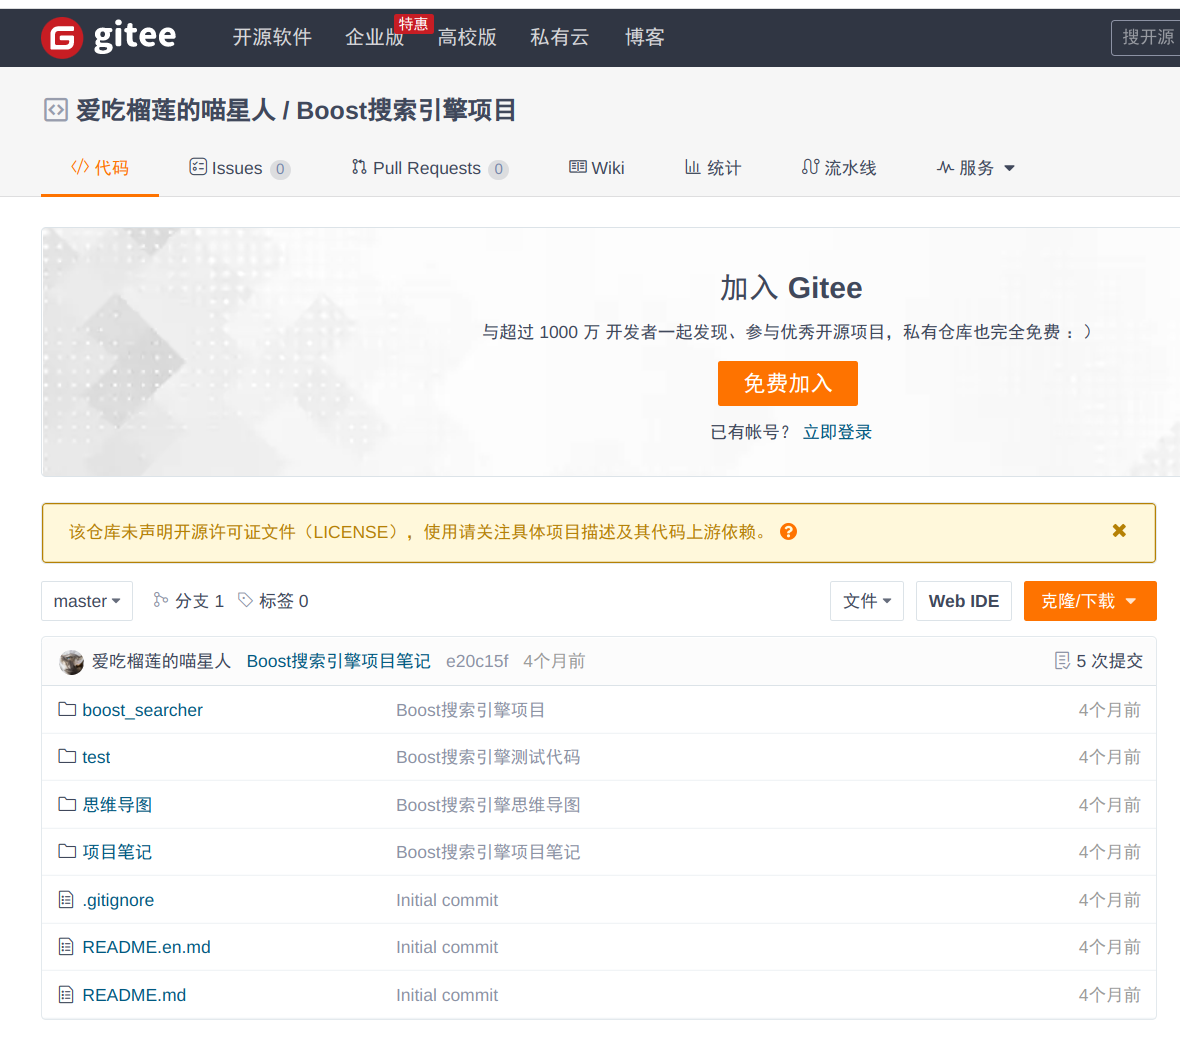 gitee 开源软件 企业版 特惠 高校版 私有云 博客 搜开源
爱吃榴莲的喵星人 / Boost搜索引擎项目
代码 Issues 0 Pull Requests 0 Wiki 统计 流水线 服务
加入 Gitee
与超过 1000 万 开发者一起发现、参与优秀开源项目，私有仓库也完全免费 ：）
免费加入
已有帐号？ 立即登录
该仓库未声明开源许可证文件（LICENSE），使用请关注具体项目描述及其代码上游依赖。
master 分支 1 标签 0 文件 Web IDE 克隆/下载
爱吃榴莲的喵星人 Boost搜索引擎项目笔记 e20c15f 4个月前 5 次提交
boost_searcher Boost搜索引擎项目 4个月前
test Boost搜索引擎测试代码 4个月前
思维导图 Boost搜索引擎思维导图 4个月前
项目笔记 Boost搜索引擎项目笔记 4个月前
.gitignore Initial commit 4个月前
README.en.md Initial commit 4个月前
README.md Initial commit 4个月前